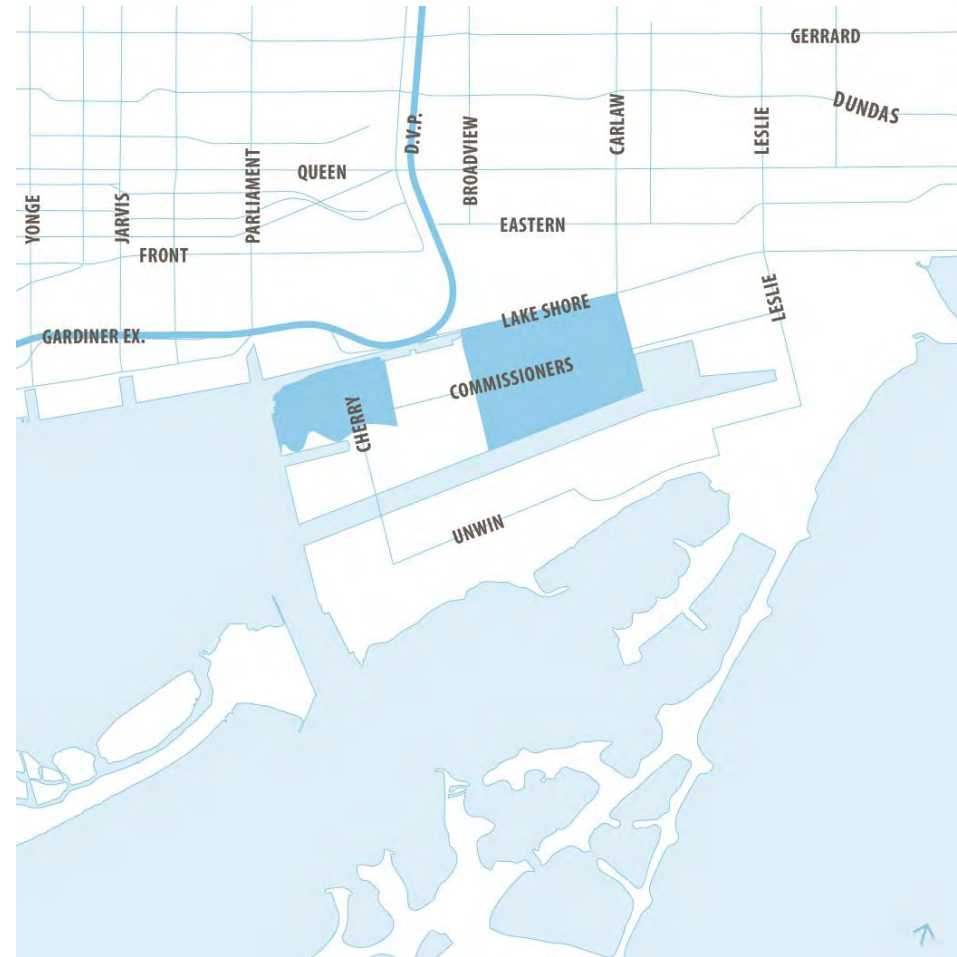 GERRARD
DUNDAS
D.V.P.
BROADVIEW
CARLAW
LESLIE
QUEEN
PARLIAMENT
YONGE
JARVIS
EASTERN
FRONT
LESLIE
LAKE SHORE
GARDINER EX.
COMMISSIONERS
CHERRY
UNWIN